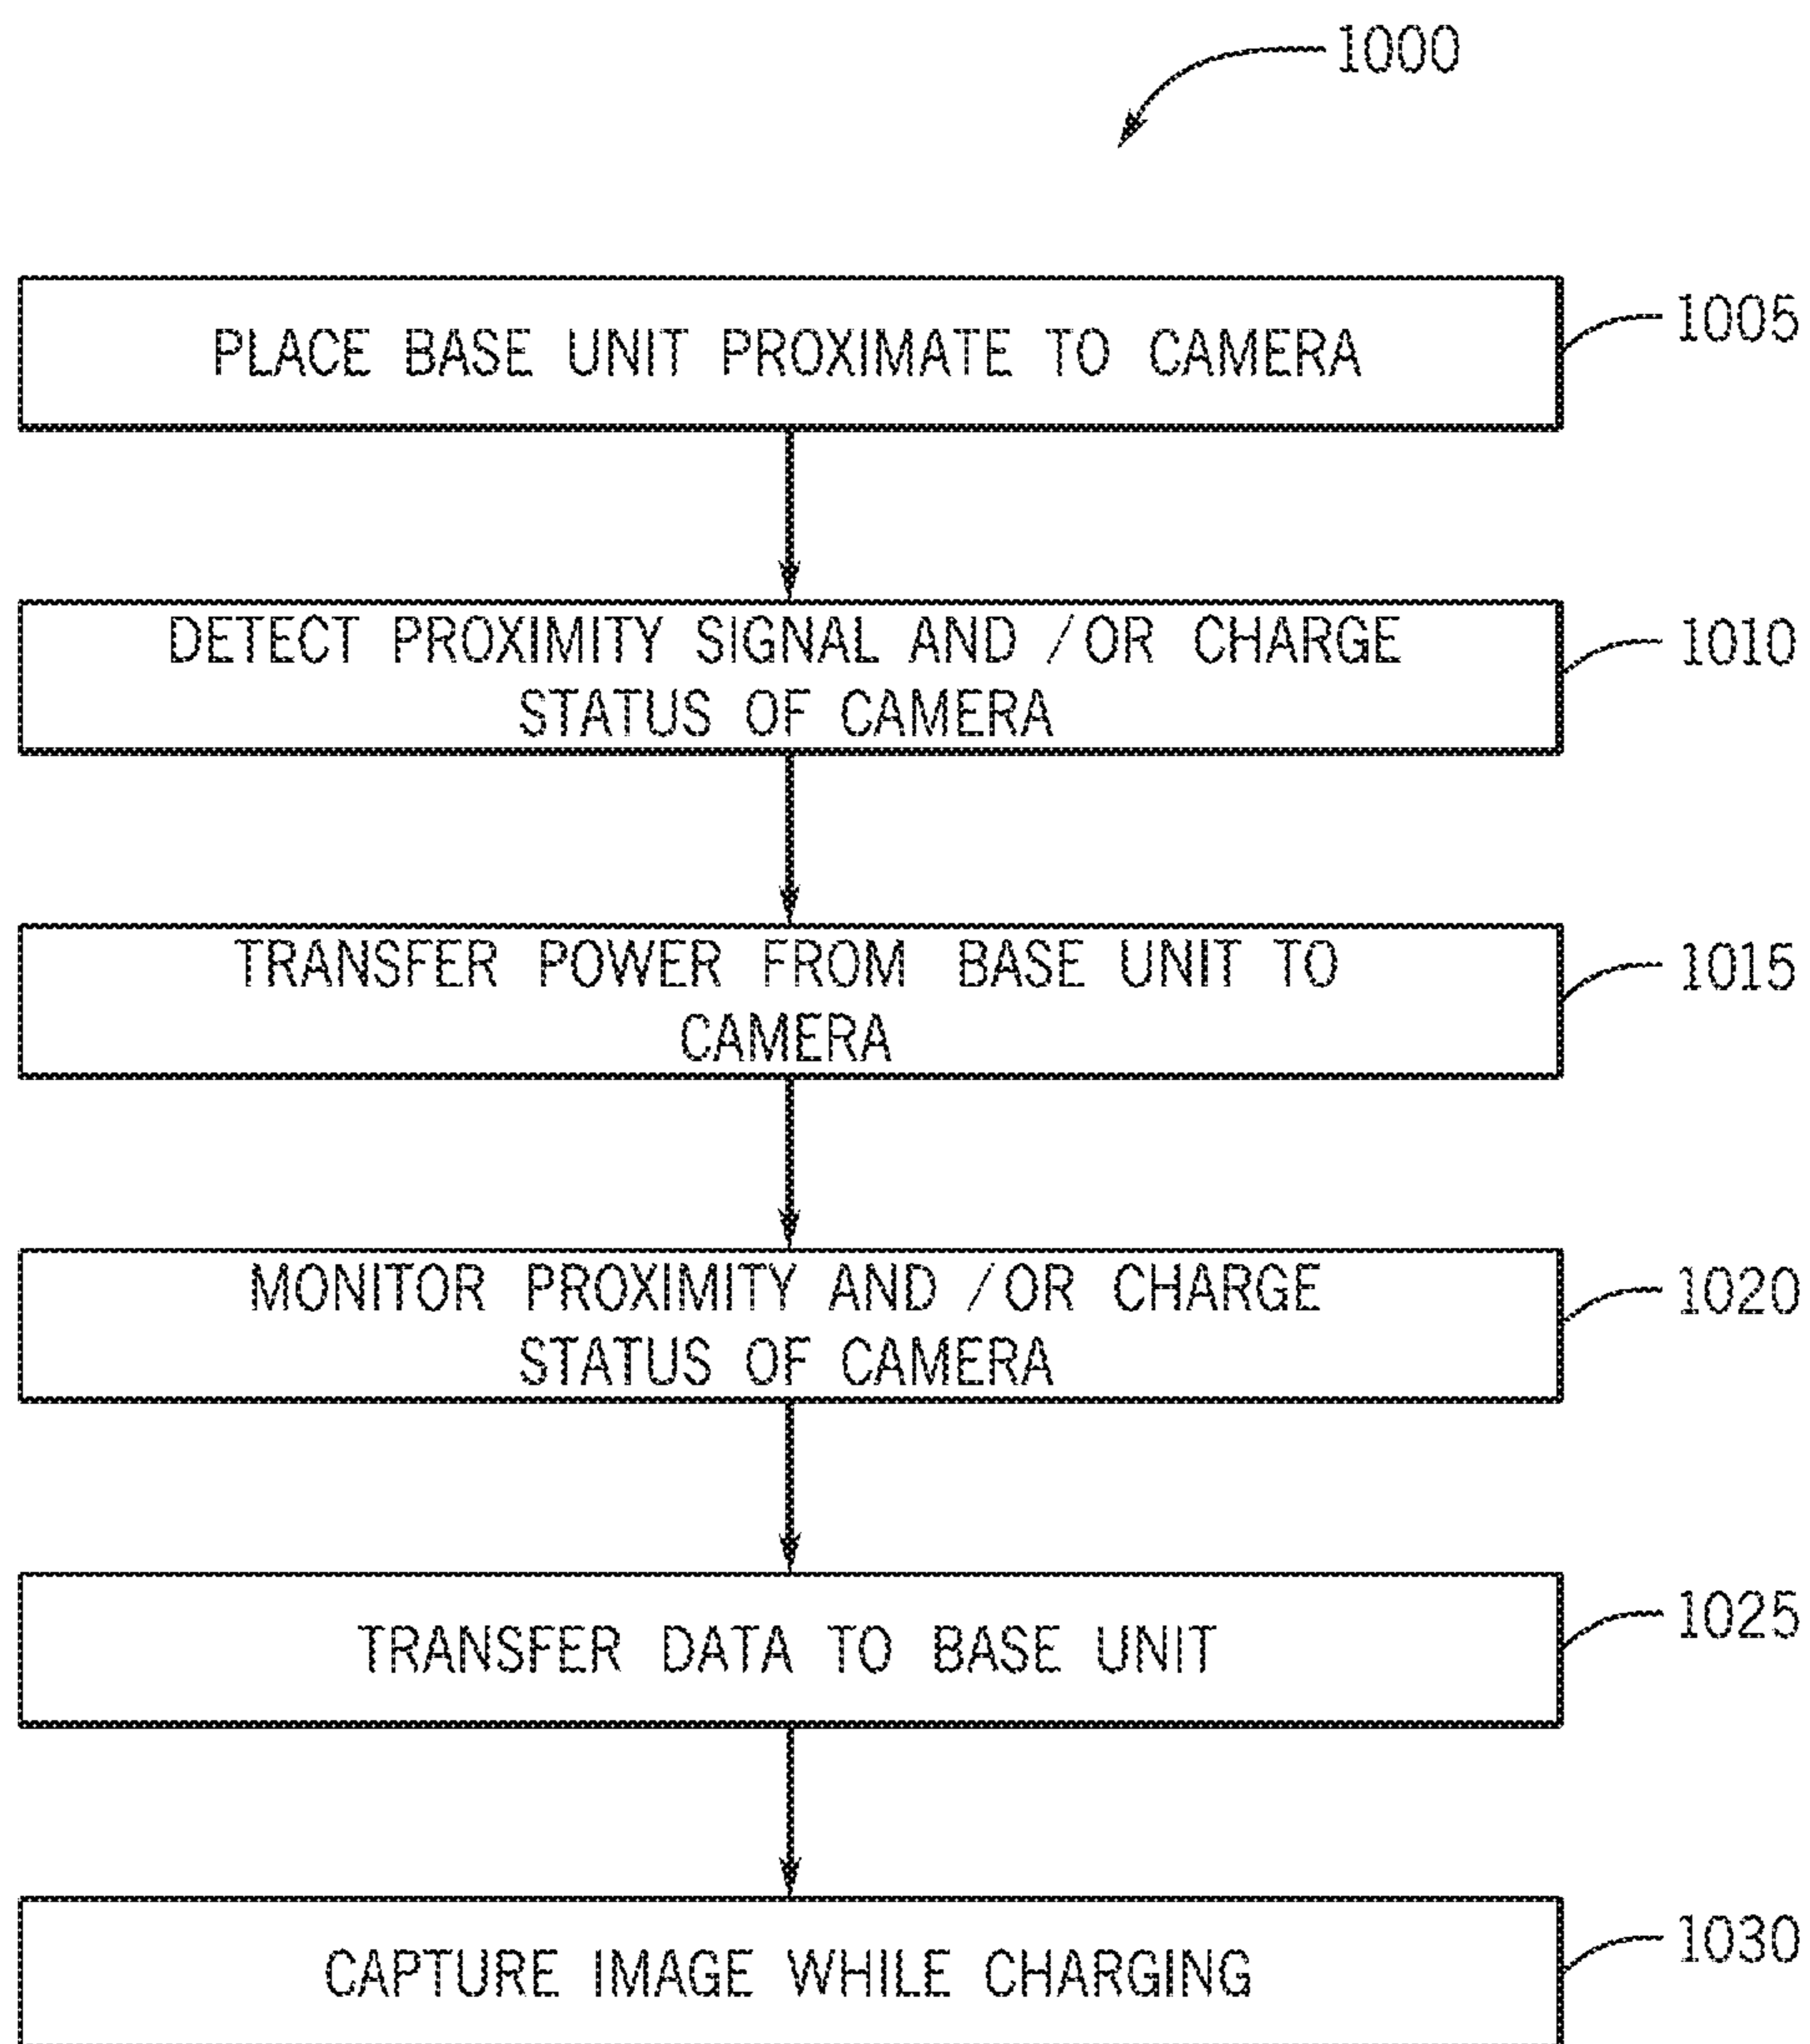 1000
PLACE BASE UNIT PROXIMATE TO CAMERA
1005
DETECT PROXIMITY SIGNAL AND /OR CHARGE
STATUS OF CAMERA
1010
TRANSFER POWER FROM BASE UNIT TO
CAMERA
1015
MONITOR PROXIMITY AND /OR CHARGE
STATUS OF CAMERA
1020
TRANSFER DATA TO BASE UNIT
1025
CAPTURE IMAGE WHILE CHARGING
1030